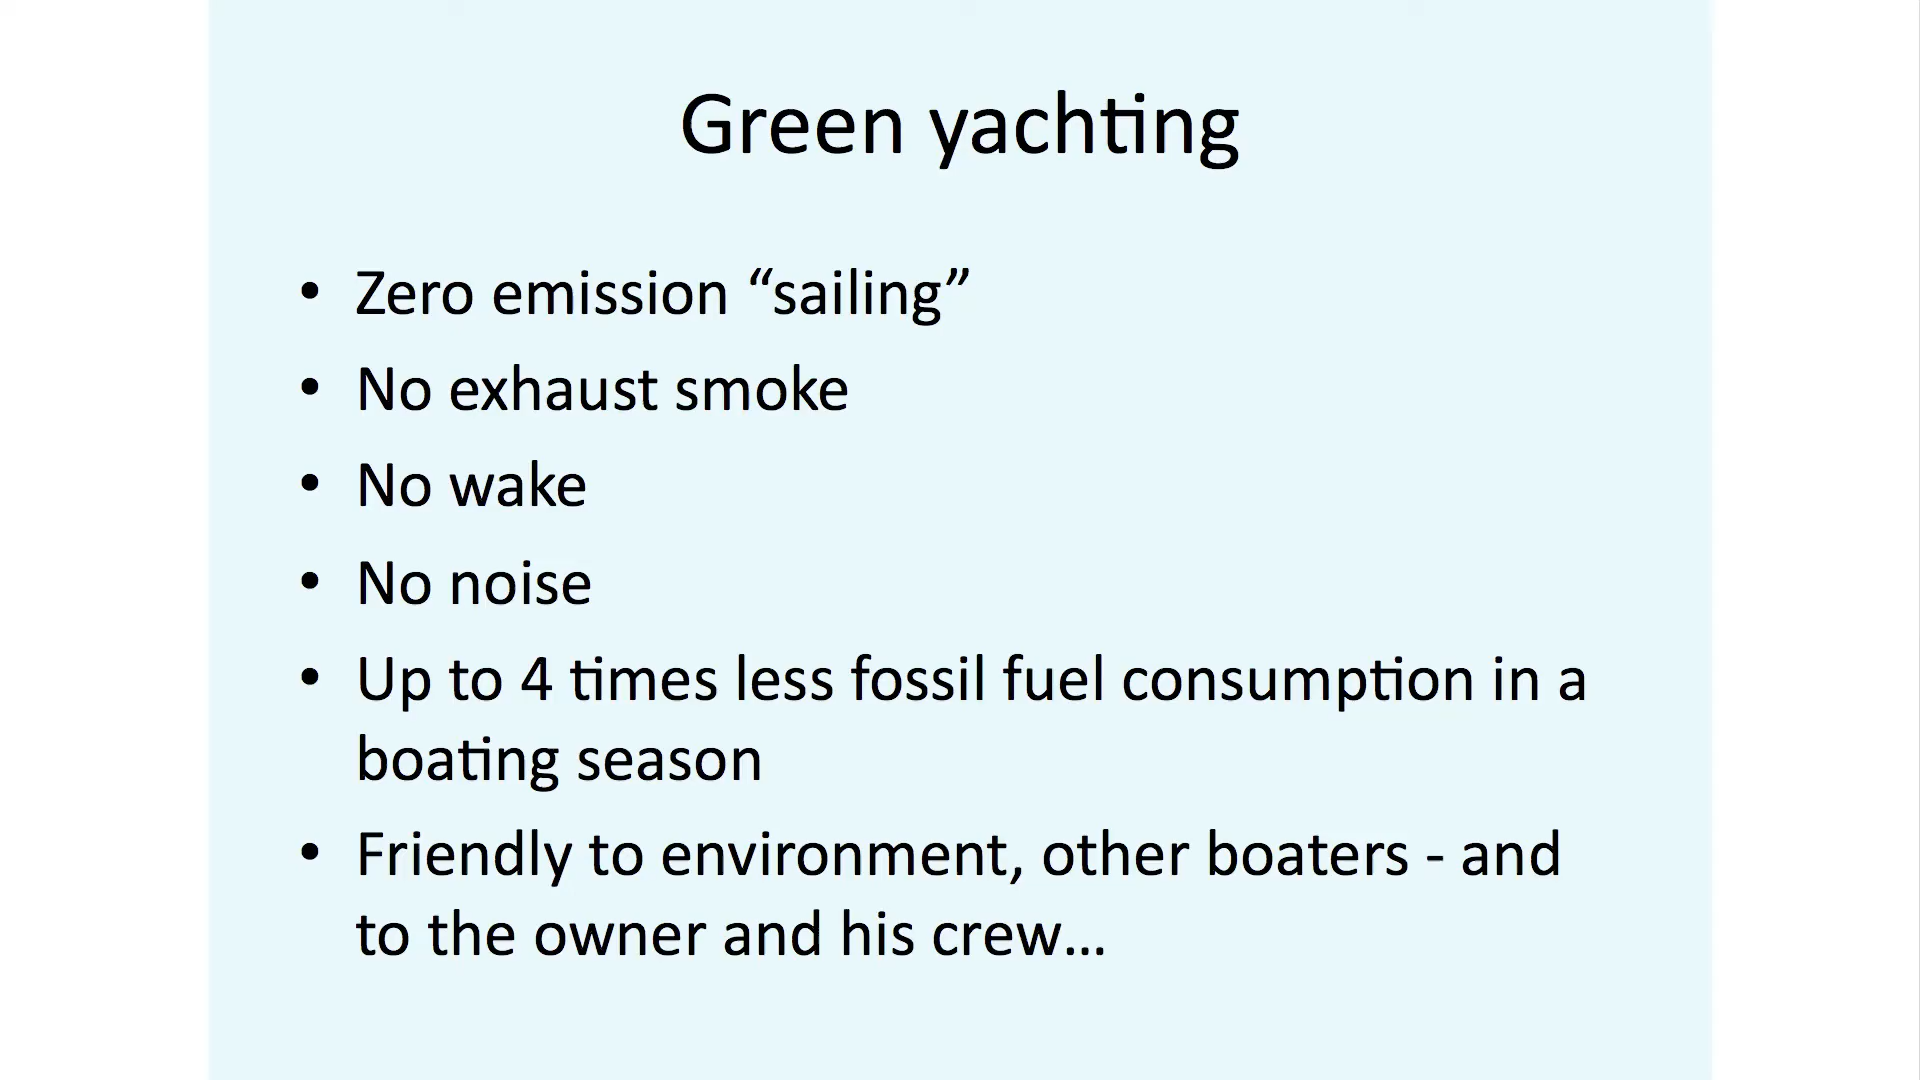 Green yachting
• Zero emission “sailing”
• No exhaust smoke
• No wake
• No noise
• Up to 4 times less fossil fuel consumption in a
boating season
• Friendly to environment, other boaters - and
to the owner and his crew…